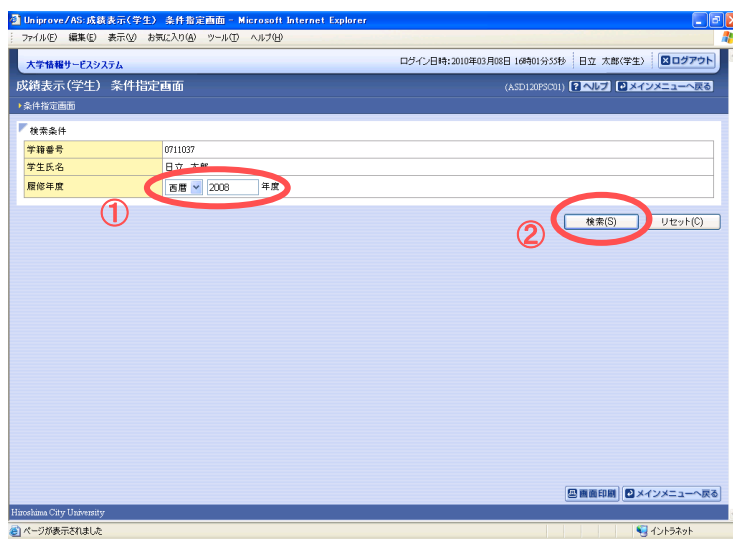 Uniprove/AS:成績表示(学生) 条件指定画面 - Microsoft Internet Explorer
ファイル(F) 編集(E) 表示(V) お気に入り(A) ツール(T) ヘルプ(H)
大学情報サービスシステム ログイン日時:2010年03月08日 16時01分55秒 日立 太郎(学生) ログアウト
成績表示(学生) 条件指定画面 (ASD120PSC01) ヘルプ メインメニューへ戻る
条件指定画面
検索条件
学籍番号 0711037
学生氏名 日立 太郎
履修年度 西暦 2008 年度
① ②
検索(S) リセット(C)
画面印刷 メインメニューへ戻る
Hiroshima City University
ページが表示されました イントラネット